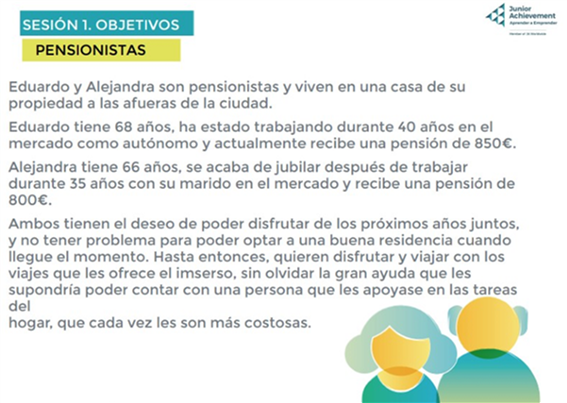 SESIÓN 1. OBJETIVOS
PENSIONISTAS
Junior
Achievement
Aprender a Emprender
Eduardo y Alejandra son pensionistas y viven en una casa de su
propiedad a las afueras de la ciudad.
Eduardo tiene 68 años, ha estado trabajando durante 40 años en el
mercado como autónomo y actualmente recibe una pensión de 850€.
Alejandra tiene 66 años, se acaba de jubilar después de trabajar
durante 35 años con su marido en el mercado y recibe una pensión de
800€.
Ambos tienen el deseo de poder disfrutar de los próximos años juntos,
y no tener problema para poder optar a una buena residencia cuando
llegue el momento. Hasta entonces, quieren disfrutar y viajar con los
viajes que les ofrece el imserso, sin olvidar la gran ayuda que les
supondría poder contar con una persona que les apoyase en las tareas
del
hogar, que cada vez les son más costosas.